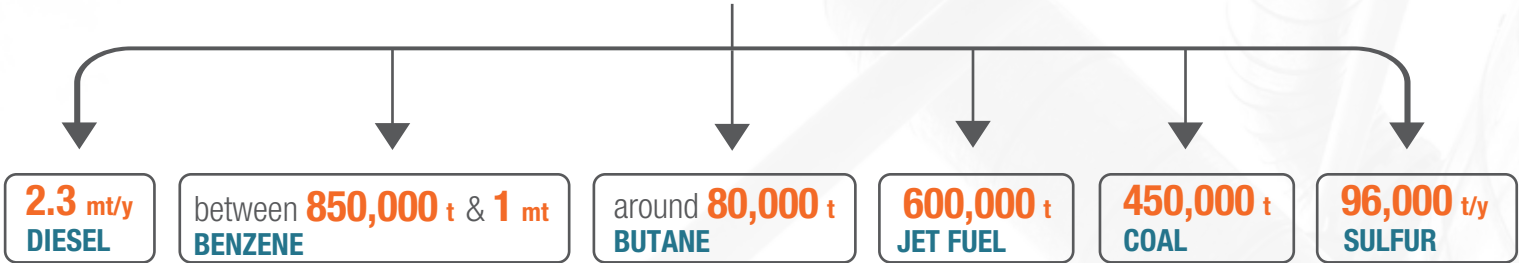 2.3 mt/y
DIESEL
between 850,000 t & 1 mt
BENZENE
around 80,000 t
BUTANE
600,000 t
JET FUEL
450,000 t
COAL
96,000 t/y
SULFUR